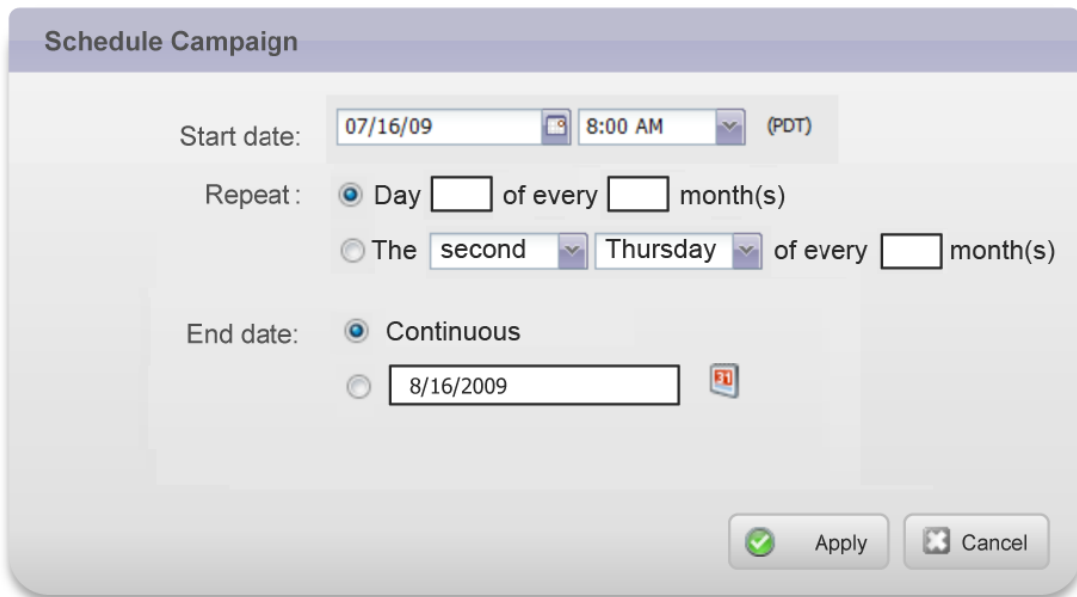 Schedule Campaign
Start date: 07/16/09 8:00 AM (PDT)
Repeat : Day of every month(s)
The second Thursday of every month(s)
End date: Continuous
8/16/2009 31
Apply Cancel